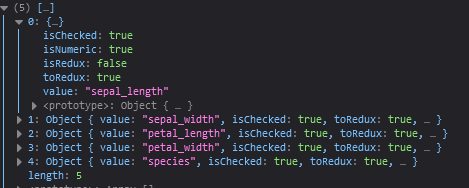 (5) […]
0: {…}
isChecked: true
isNumeric: true
isRedux: false
toRedux: true
value: "sepal_length"
<prototype>: Object { … }
1: Object { value: "sepal_width", isChecked: true, toRedux: true, … }
2: Object { value: "petal_length", isChecked: true, toRedux: true, … }
3: Object { value: "petal_width", isChecked: true, toRedux: true, … }
4: Object { value: "species", isChecked: true, toRedux: true, … }
length: 5